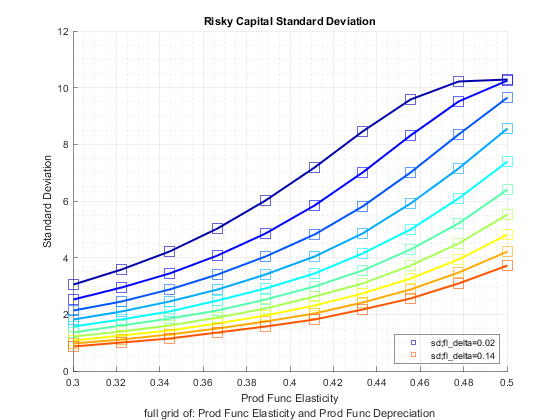 Risky Capital Standard Deviation
12
10
8
6
4
2
0
Standard Deviation
sd;fl_delta=0.02
sd;fl_delta=0.14
0.3 0.32 0.34 0.36 0.38 0.4 0.42 0.44 0.46 0.48 0.5
Prod Func Elasticity
full grid of: Prod Func Elasticity and Prod Func Depreciation